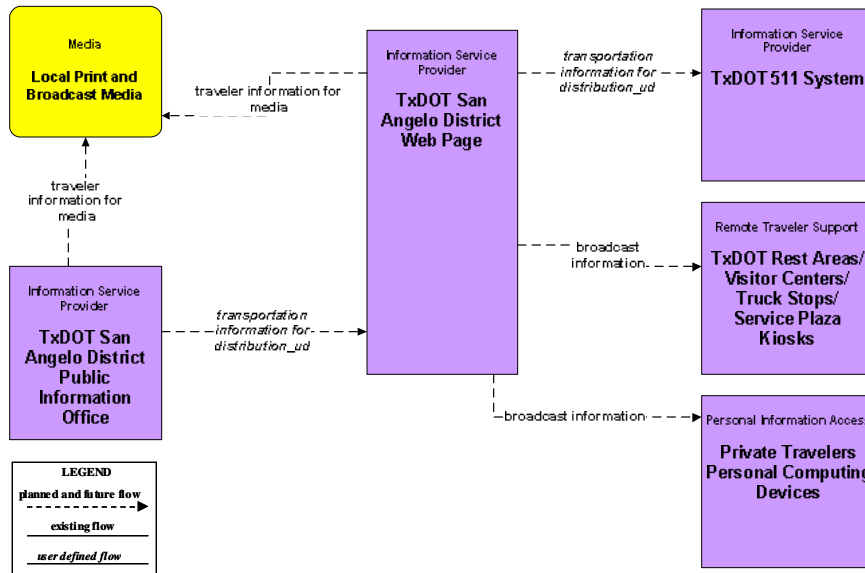 Media
Local Print and
Broadcast Media
traveler information for
media
Information Service
Provider
TxDOT San
Angelo District
Web Page
transportation
information for
distribution_ud
Information Service
Provider
TxDOT 511 System
traveler
information for
media
broadcast
information
Remote Traveler Support
TxDOT Rest Areas/
Visitor Centers/
Truck Stops/
Service Plaza
Kiosks
Information Service
Provider
TxDOT San
Angelo District
Public
Information
Office
transportation
information for
distribution_ud
broadcast information
Personal Information Access
Private Travelers
Personal Computing
Devices
LEGEND
planned and future flow
existing flow
user defined flow